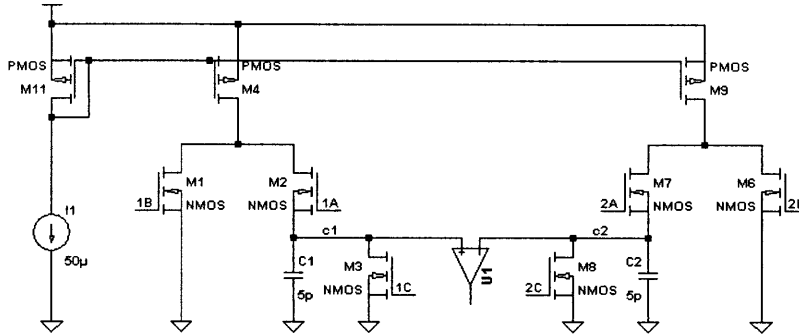 PMOS
M11
PMOS
M4
PMOS
M9
M1
NMOS
1B
M2
NMOS
1A
M7
NMOS
2A
M6
NMOS
I1
50μ
c1
c2
C1
5p
M3
NMOS
1C
U1
M8
NMOS
2C
C2
5p